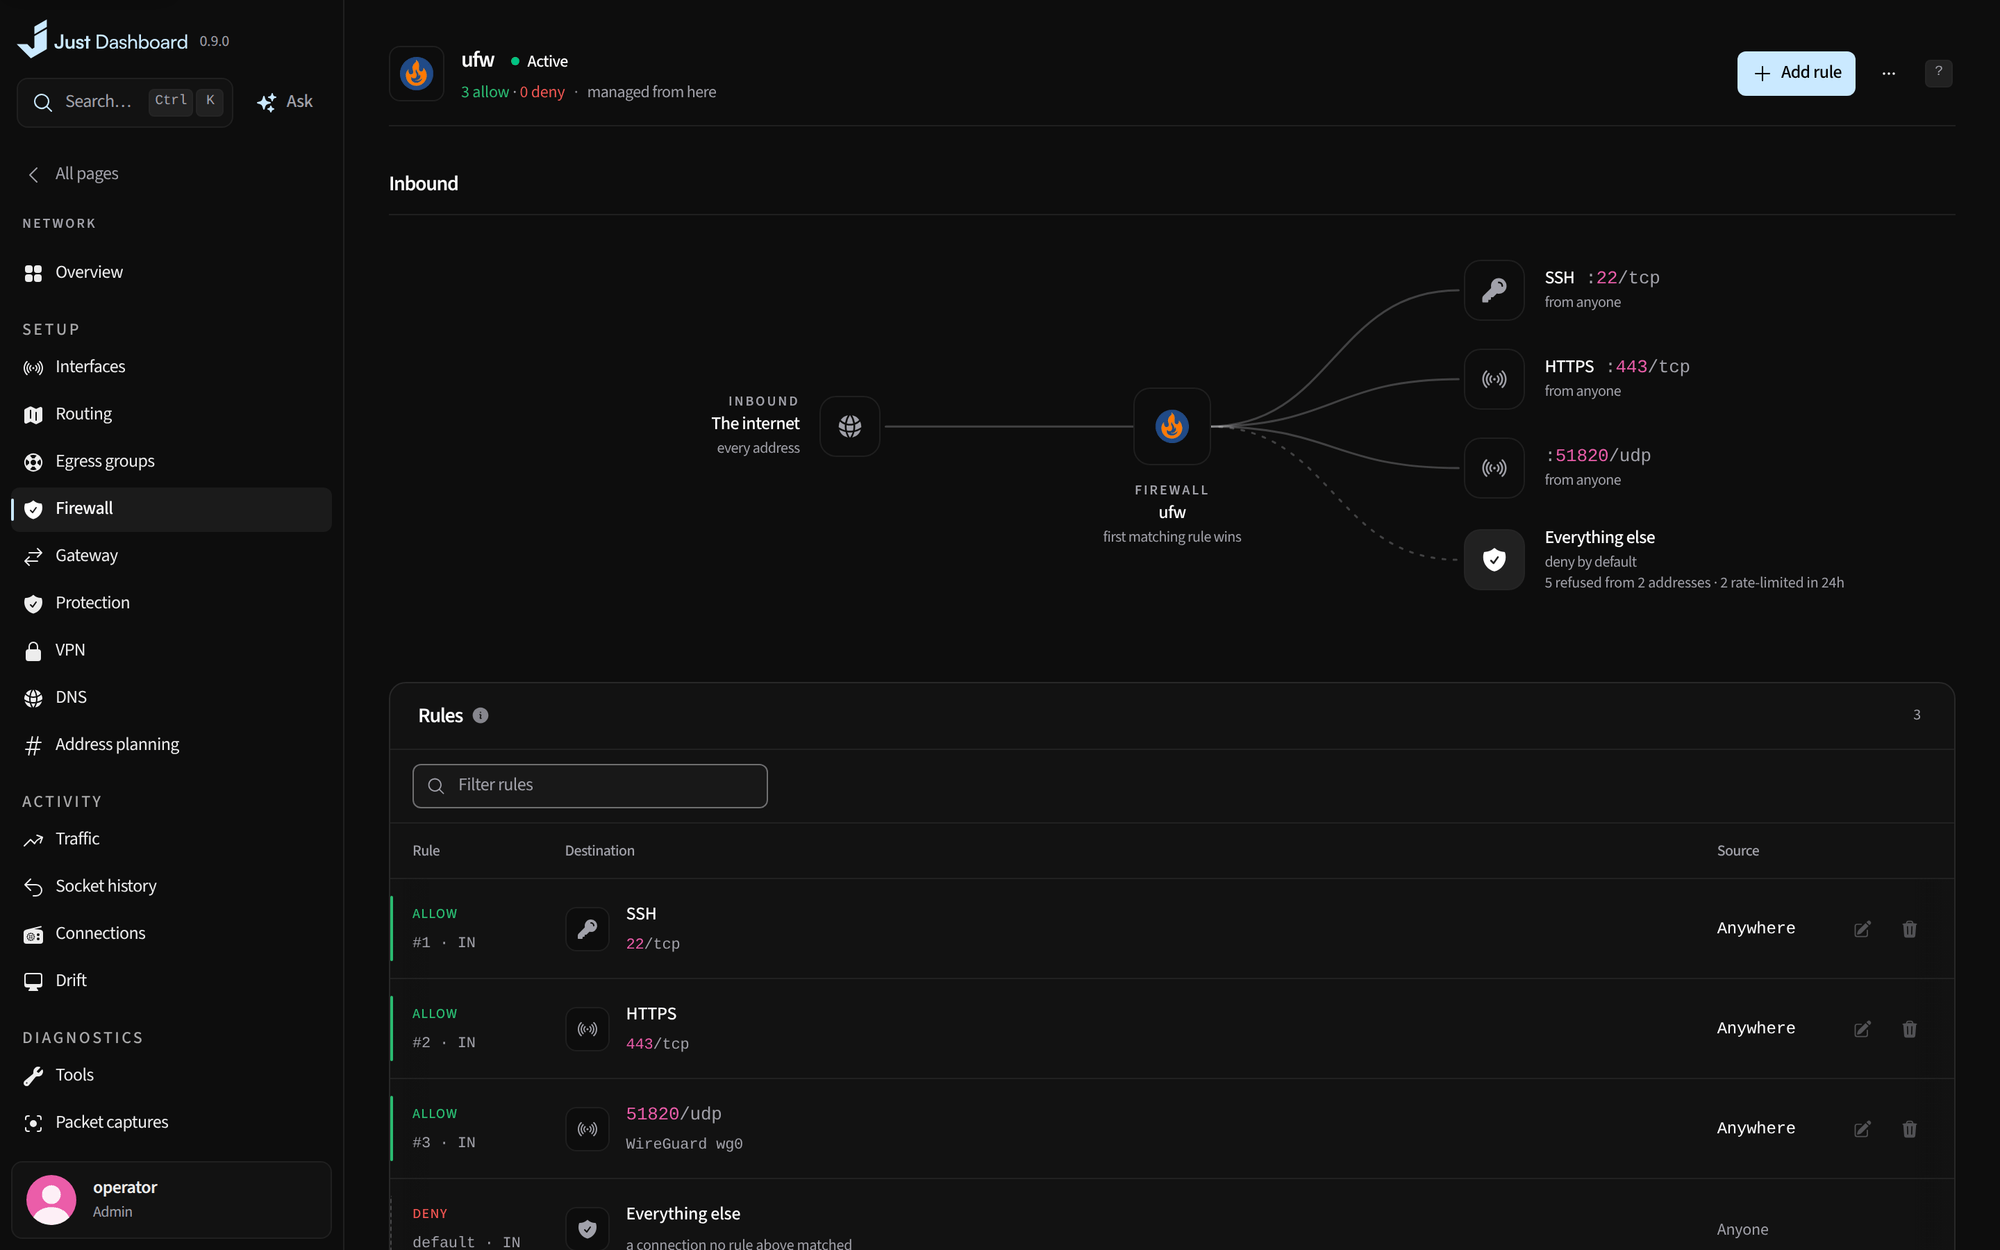 Just Dashboard 0.9.0
Search... Ctrl K
Ask
All pages
NETWORK
Overview
SETUP
Interfaces
Routing
Egress groups
Firewall
Gateway
Protection
VPN
DNS
Address planning
ACTIVITY
Traffic
Socket history
Connections
Drift
DIAGNOSTICS
Tools
Packet captures
operator
Admin
ufw Active
3 allow · 0 deny · managed from here
Add rule
?
Inbound
INBOUND
The internet
every address
FIREWALL
ufw
first matching rule wins
SSH :22/tcp
from anyone
HTTPS :443/tcp
from anyone
:51820/udp
from anyone
Everything else
deny by default
5 refused from 2 addresses · 2 rate-limited in 24h
Rules 3
Filter rules
Rule Destination Source
ALLOW
#1 · IN
SSH
22/tcp
Anywhere
ALLOW
#2 · IN
HTTPS
443/tcp
Anywhere
ALLOW
#3 · IN
51820/udp
WireGuard wg0
Anywhere
DENY
default · IN
Everything else
a connection no rule above matched
Anyone